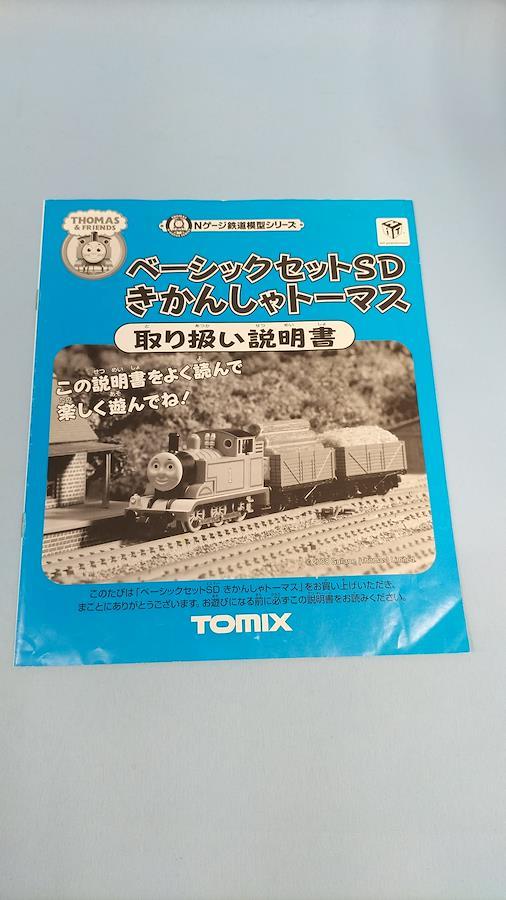 THOMAS
& FRIENDS
Nゲージ鉄道模型シリーズ
ベーシックセットSD
きかんしゃトーマス
取り扱い説明書
この説明書をよく読んで
楽しく遊んでね!
このたびは「ベーシックセットSD きかんしゃトーマス」をお買い上げいただき、
まことにありがとうございます。お遊びになる前に必ずこの説明書をお読みください。
TOMIX